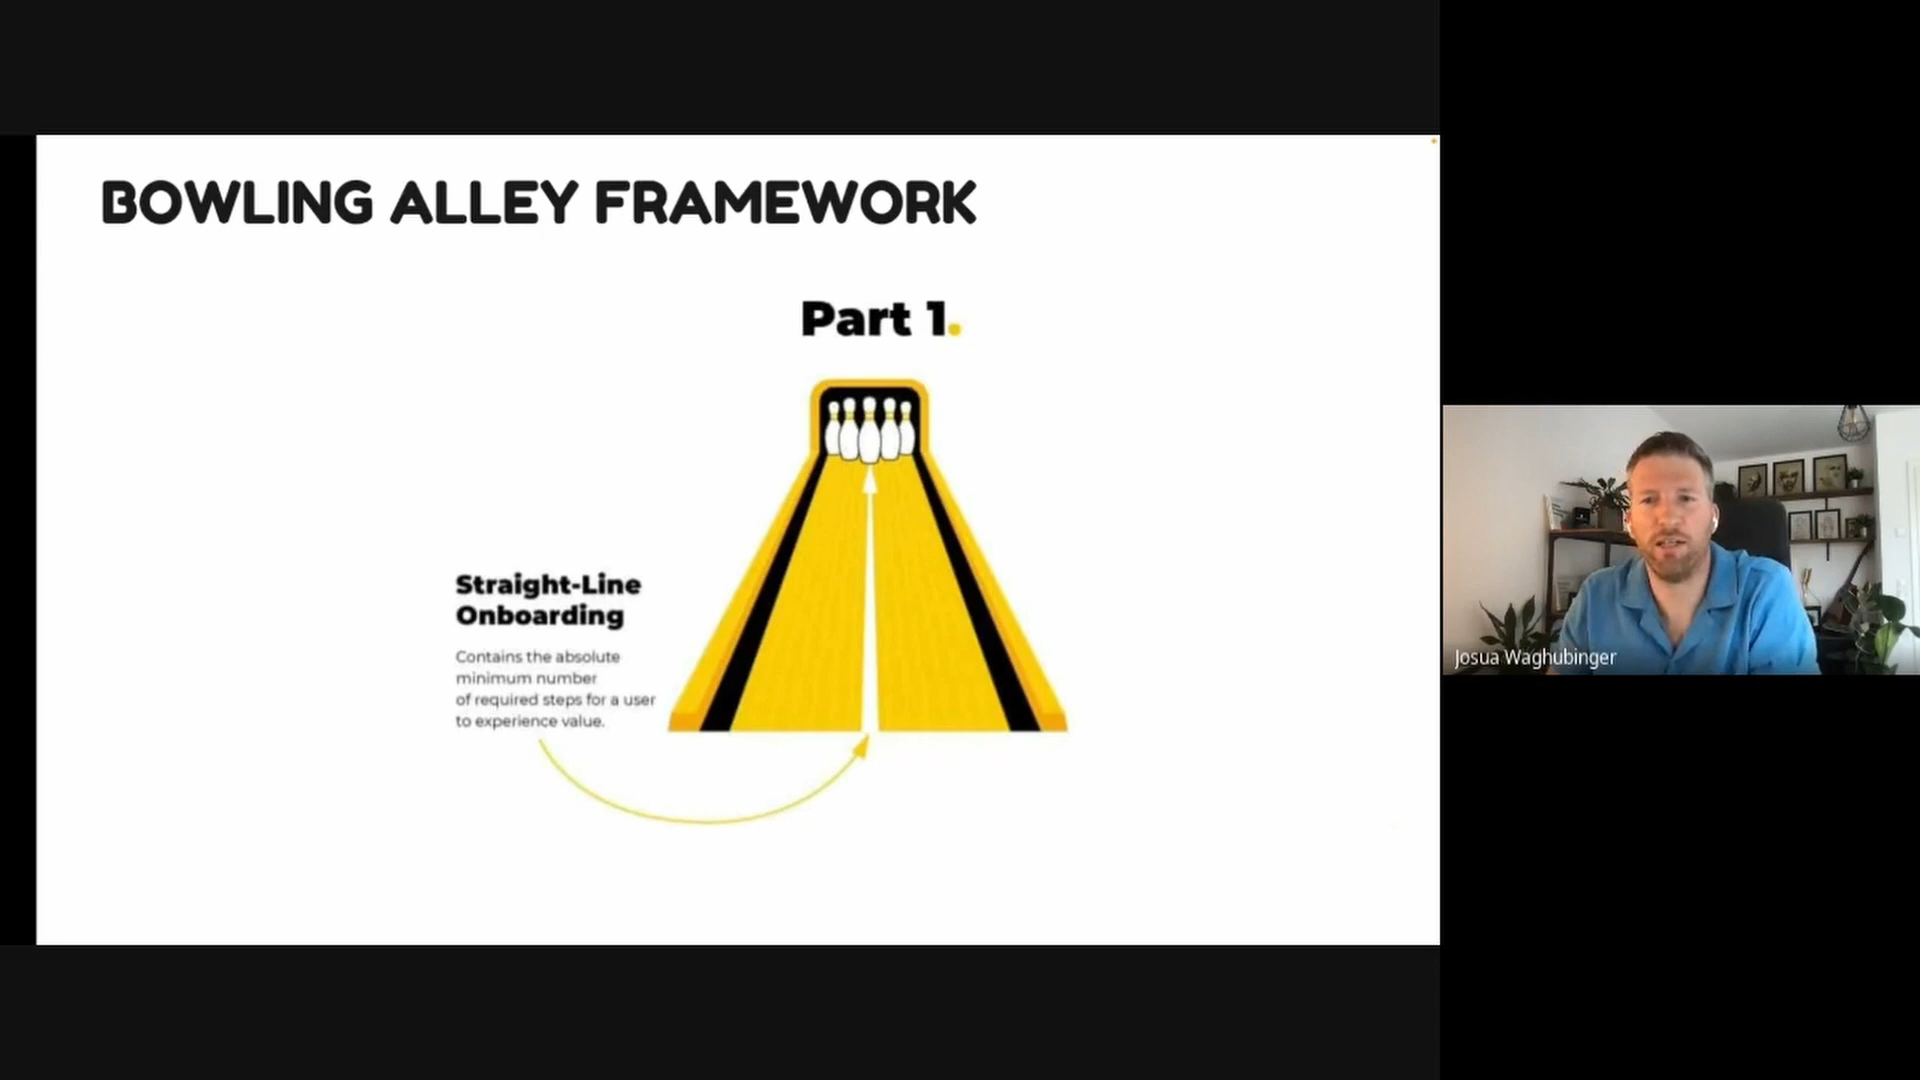 BOWLING ALLEY FRAMEWORK
Part 1.
Straight-Line
Onboarding
Contains the absolute
minimum number
of required steps for a user
to experience value.
Josua Waghubinger